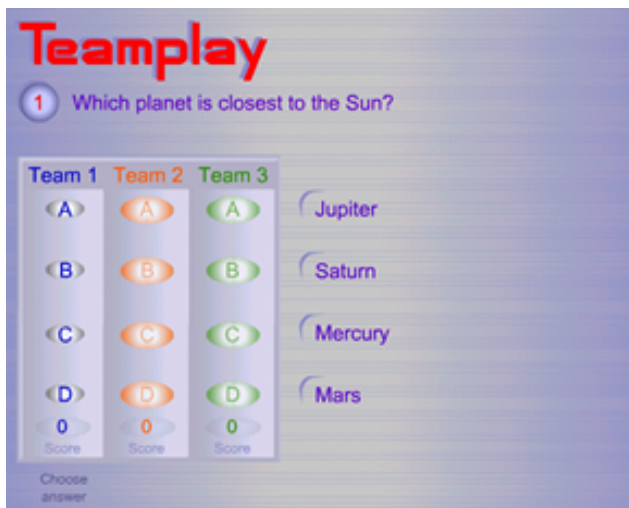 Teamplay
1 Which planet is closest to the Sun?
Team 1 Team 2 Team 3
A A A Jupiter
B B B Saturn
C C C Mercury
D D D Mars
0 0 0
Score Score Score
Choose
answer